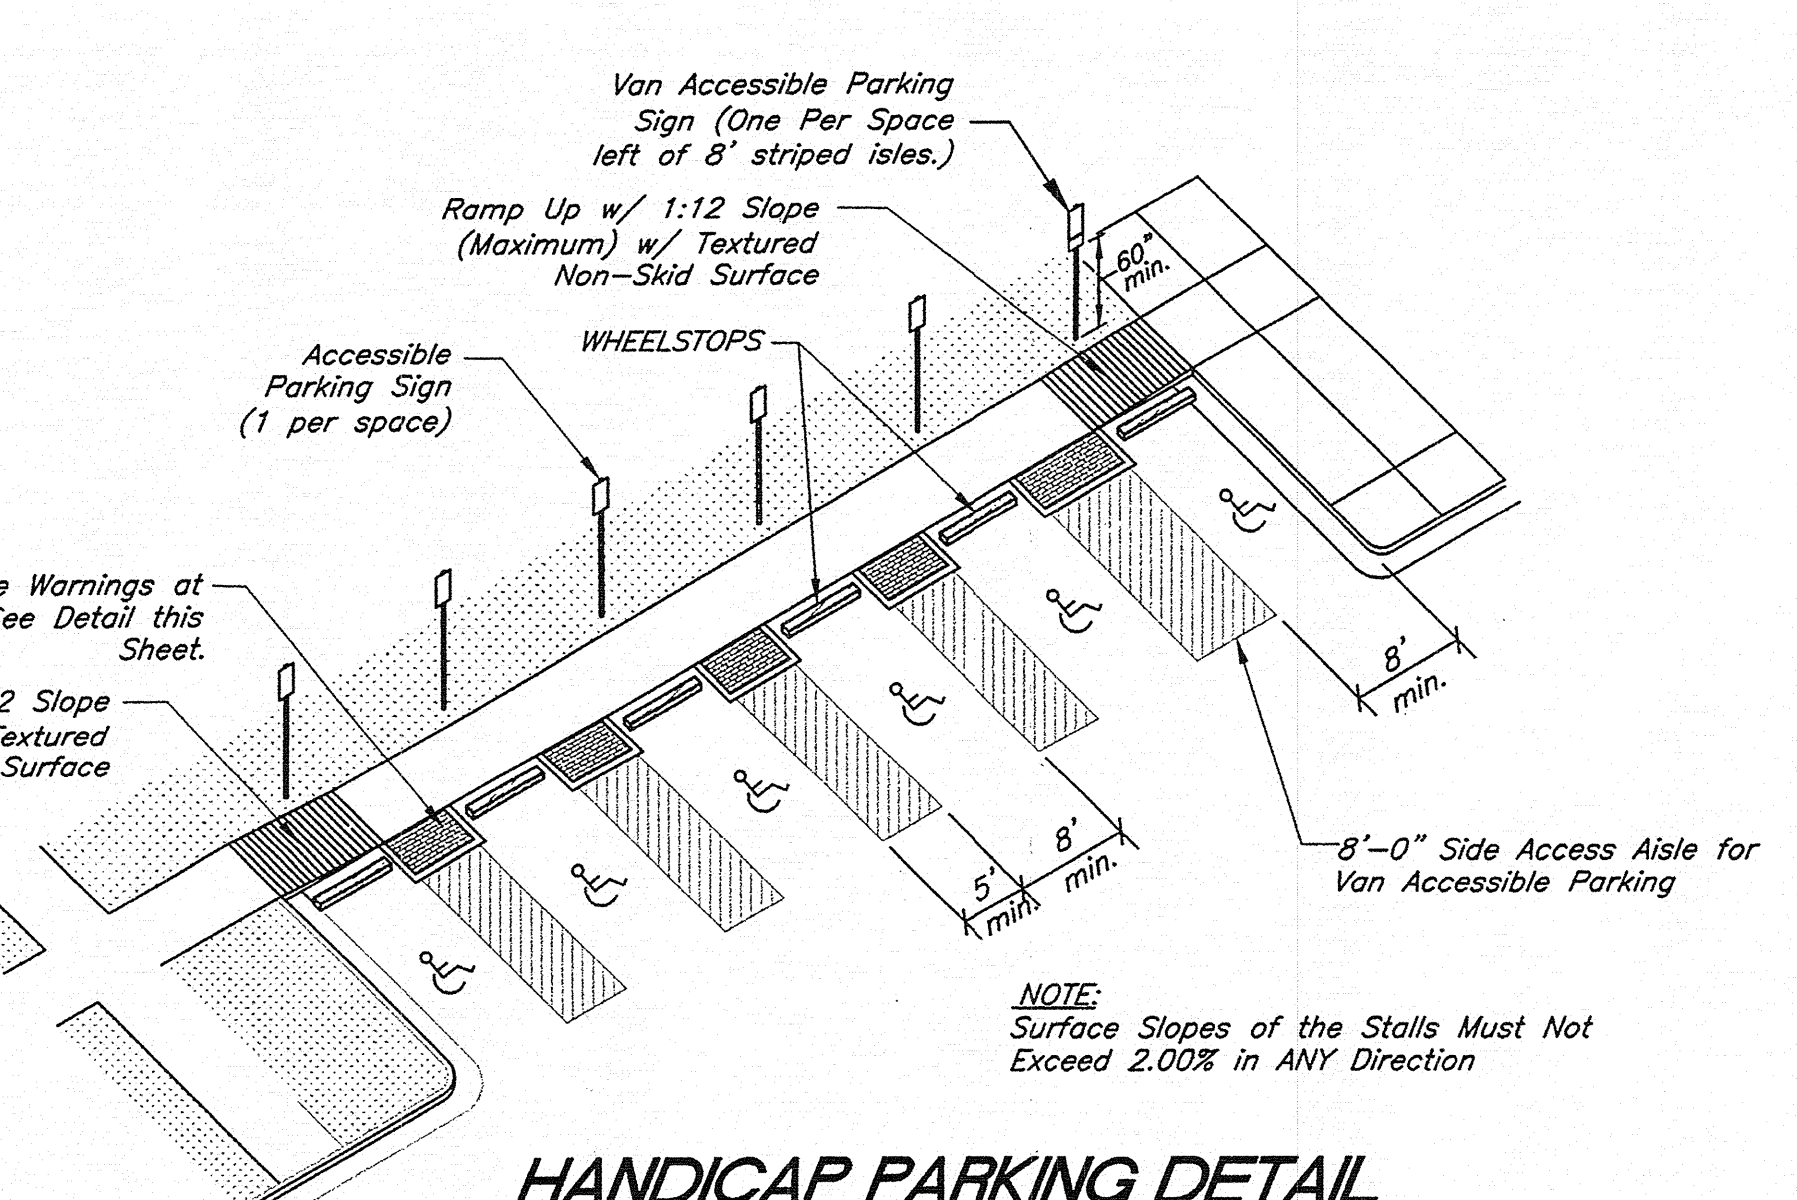 Van Accessible Parking
Sign (One Per Space
left of 8' striped isles.)
Ramp Up w/ 1:12 Slope
(Maximum) w/ Textured
Non-Skid Surface
60"
min.
WHEELSTOPS
Accessible
Parking Sign
(1 per space)
e Warnings at
ee Detail this
Sheet.
2 Slope
extured
Surface
8'
min.
8'
min.
5'
min.
8'-0" Side Access Aisle for
Van Accessible Parking
NOTE:
Surface Slopes of the Stalls Must Not
Exceed 2.00% in ANY Direction
HANDICAP PARKING DETAIL